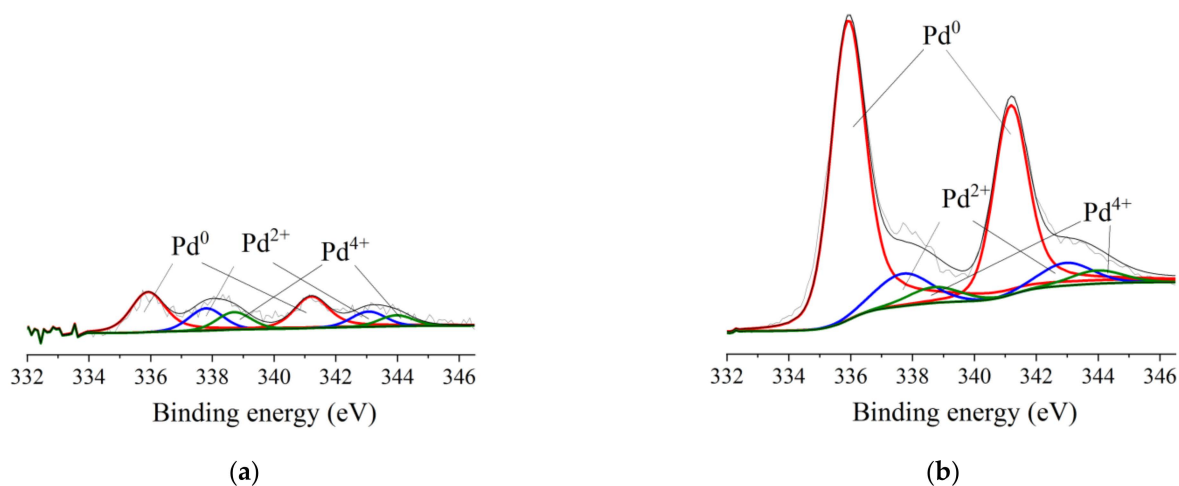 Pd⁰ Pd²⁺ Pd⁴⁺
332 334 336 338 340 342 344 346
Binding energy (eV)
(a)
Pd⁰
Pd²⁺ Pd⁴⁺
332 334 336 338 340 342 344 346
Binding energy (eV)
(b)